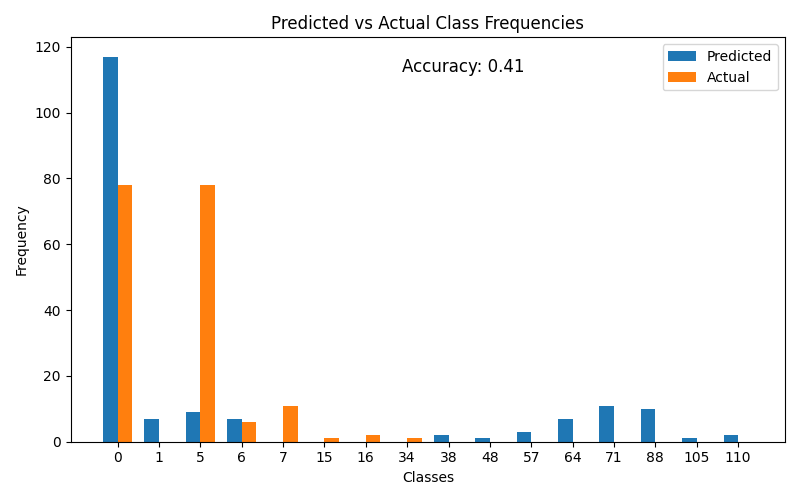 Predicted vs Actual Class Frequencies
Accuracy: 0.41
Predicted
Actual
Frequency
120
100
80
60
40
20
0
0 1 5 6 7 15 16 34 38 48 57 64 71 88 105 110
Classes